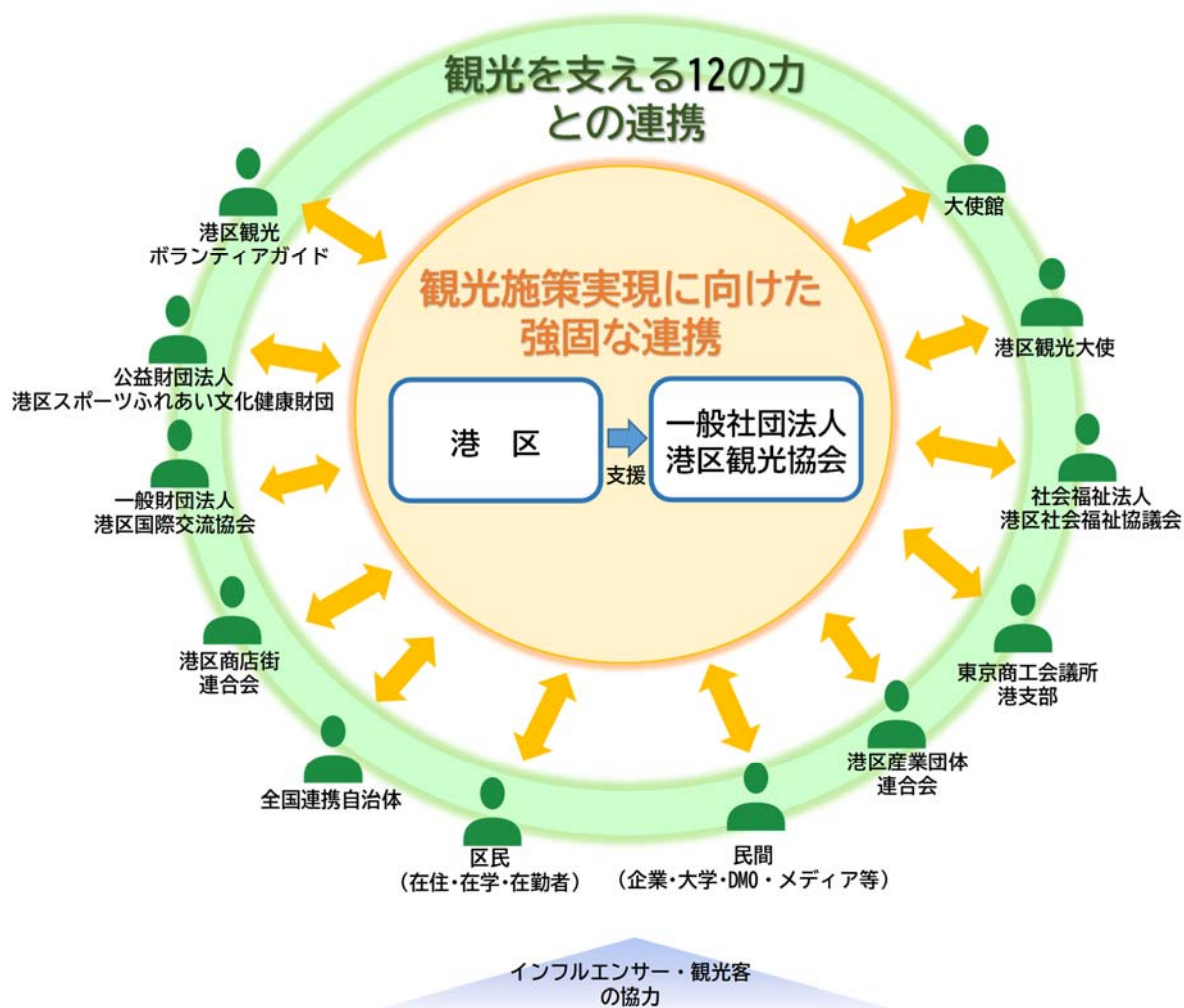 観光を支える12の力
との連携
港区観光
ボランティアガイド
大使館
観光施策実現に向けた
強固な連携
港区観光大使
公益財団法人
港区スポーツふれあい文化健康財団
港 区
支援
一般社団法人
港区観光協会
一般財団法人
港区国際交流協会
社会福祉法人
港区社会福祉協議会
港区商店街
連合会
東京商工会議所
港支部
全国連携自治体
港区産業団体
連合会
区民
(在住・在学・在勤者)
民間
(企業・大学・DMO・メディア等)
インフルエンサー・観光客
の協力